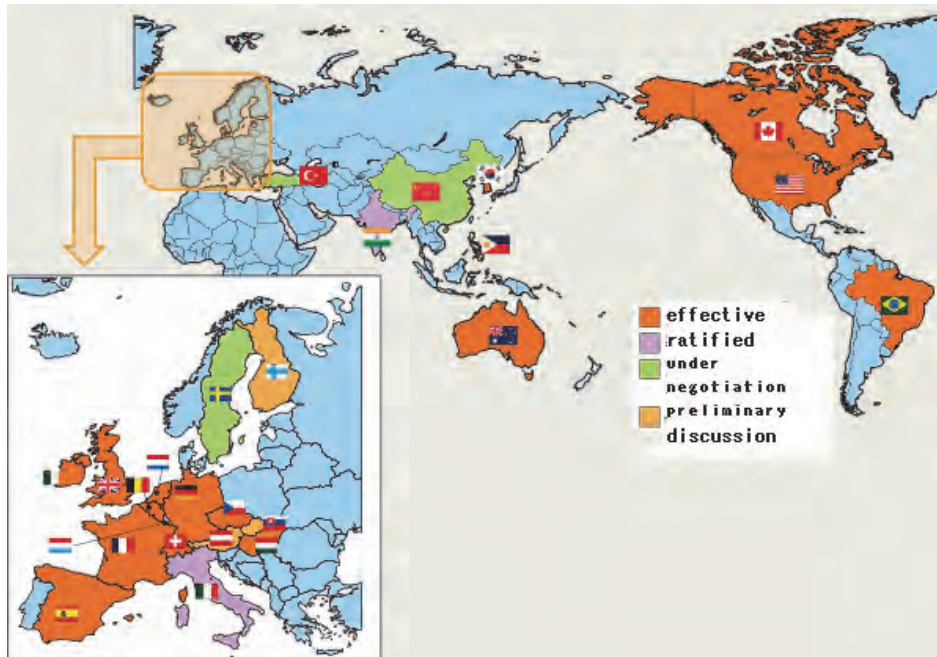 effective
ratified
under
negotiation
preliminary
discussion